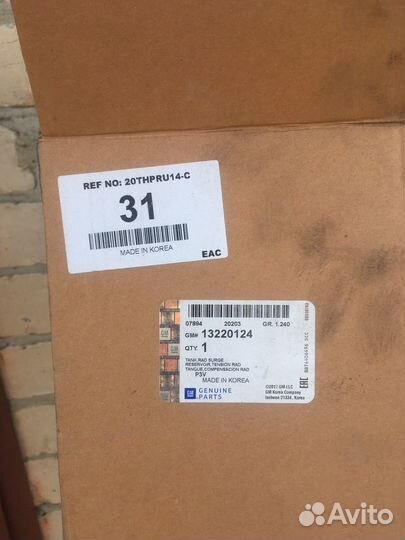 REF NO: 20THPRU14-C
31
MADE IN KOREA
EAC
07894 20203 GR. 1.240
GM# 13220124
QTY. 1
TANK,RAD SURGE
RESERVOIR,TENSION RAD
TANQUE,COMPENSACION RAD
P3V
MADE IN KOREA
GM
GENUINE
PARTS
©2017 GM LLC
GM Korea Company
Incheon 21334, Korea
Avito